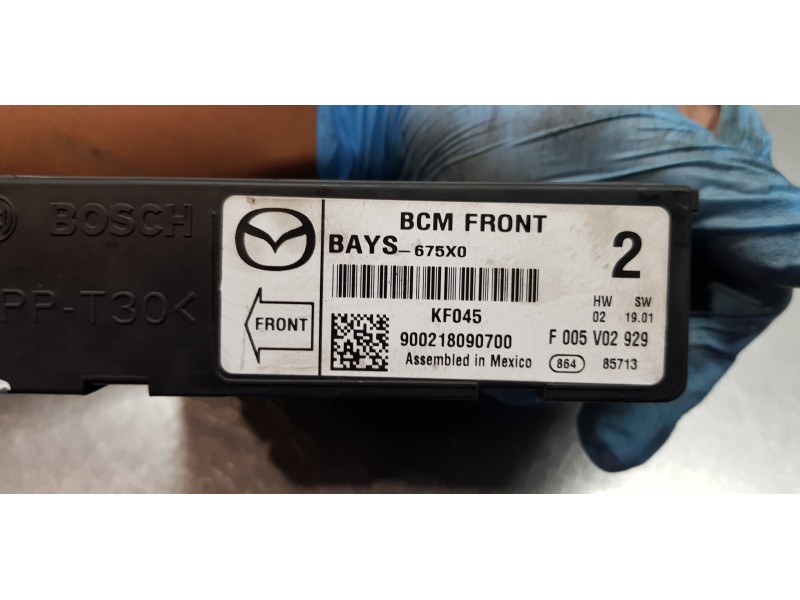 BOSCH
PP-T30<
BCM FRONT
BAYS-675X0
2
KF045
HW SW
02 19.01
FRONT
900218090700
F 005 V02 929
Assembled in Mexico
864 85713